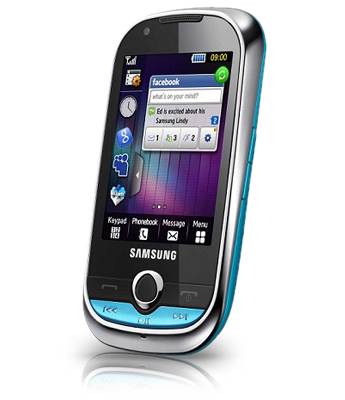 09:00
facebook
what's on your mind?
Ed is excited about his
Samsung Lindy
2
1 3 2
Keypad Phonebook Message Menu
SAMSUNG